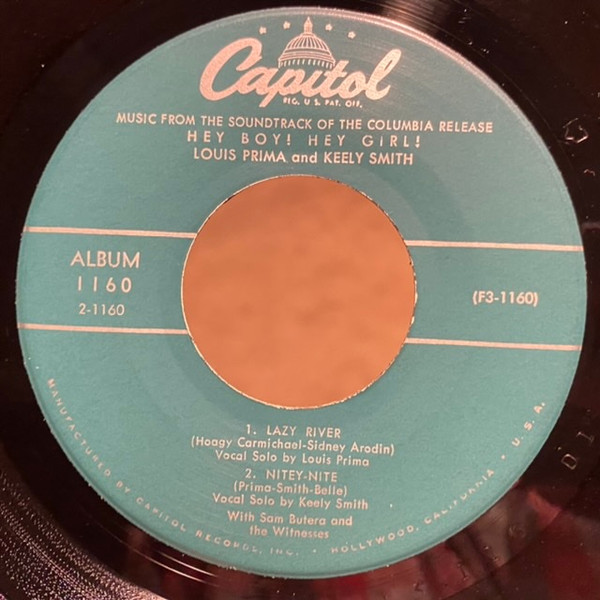 Capitol
REG. U.S. PAT. OFF.
MUSIC FROM THE SOUNDTRACK OF THE COLUMBIA RELEASE
HEY BOY! HEY GIRL!
LOUIS PRIMA and KEELY SMITH
ALBUM
1160
2-1160
(F3-1160)
1. LAZY RIVER
(Hoagy Carmichael-Sidney Arodin)
Vocal Solo by Louis Prima
2. NITEY-NITE
(Prima-Smith-Belle)
Vocal Solo by Keely Smith
With Sam Butera and
the Witnesses
MANUFACTURED BY CAPITOL RECORDS, INC. • HOLLYWOOD, CALIFORNIA • U.S.A.